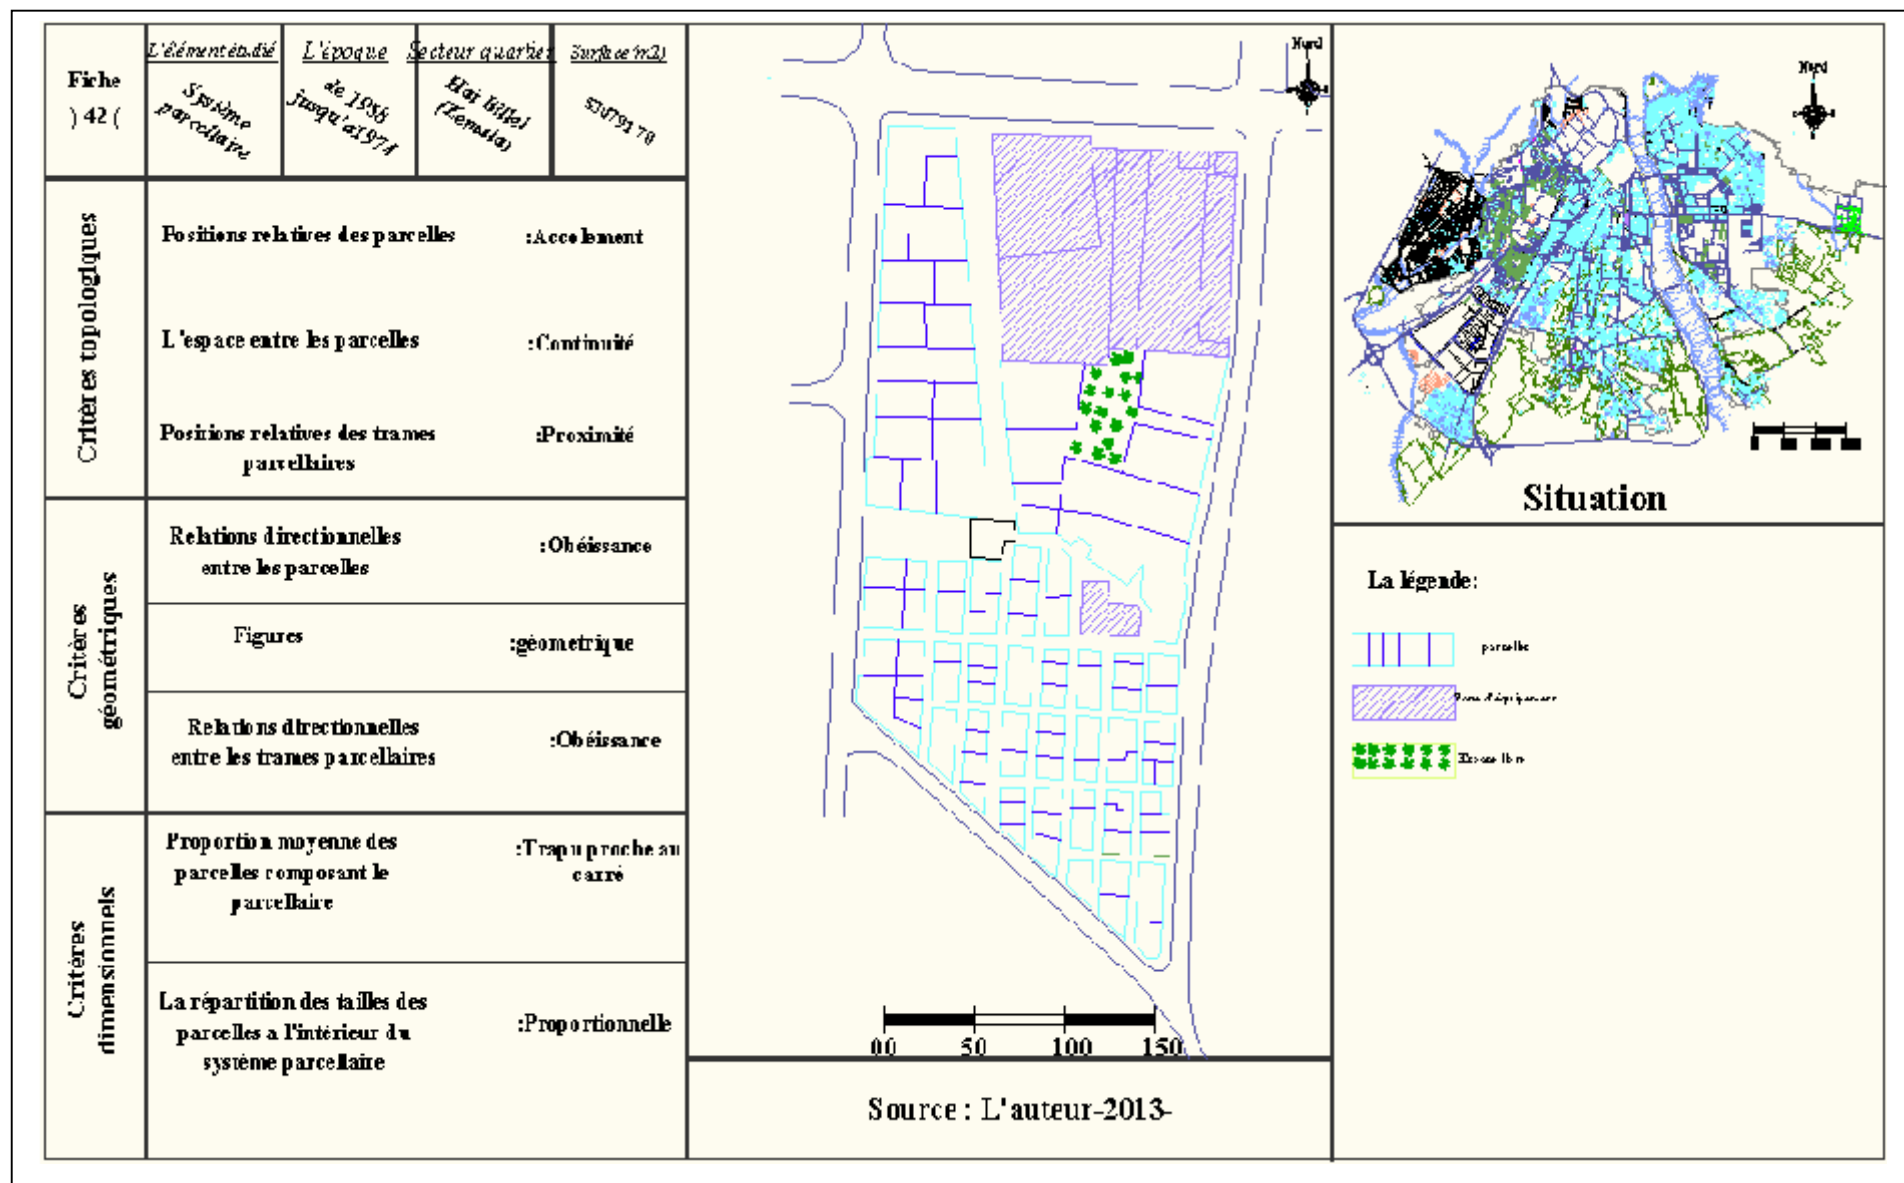 Fiche
) 42 (
L'élément étudié
Système
parcellaire
L'époque
de 1958
jusqu'a1974
Secteur quartier
Hai
Surface m2)
Critères topologiques
Positions relatives des parcelles :Accolement
L'espace entre les parcelles :Continuité
Positions relatives des trames :Proximité
parcellaires
Critères
géométriques
Relations directionnelles :Obéissance
entre les parcelles
Figures :géometrique
Relations directionnelles :Obéissance
entre les trames parcellaires
Critères
dimensionnels
Proportion moyenne des :Trapu proche au
parcelles composant le carré
parcellaire
La répartition des tailles des :Proportionnelle
parcelles a l'intérieur du
système parcellaire
Nord
00 50 100 150
Source : L'auteur-2013-
Nord
Situation
La légende:
parcelle
Espace libre